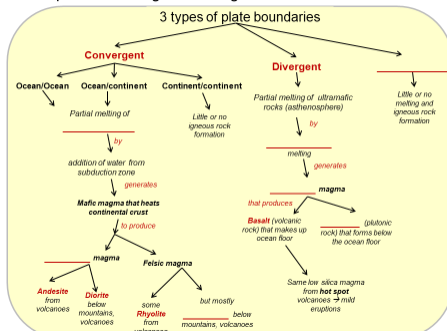 3 types of plate boundaries
Convergent
Divergent
Ocean/Ocean
Ocean/continent
Continent/continent
Partial melting of ultramafic
rocks (asthenosphere)
Little or no
melting and
igneous rock
formation
Partial melting of
Little or no
igneous rock
formation
by
by
melting
addition of water from
subduction zone
generates
generates
magma
Mafic magma that heats
continental crust
that produces
to produce
Basalt (volcanic
rock) that makes up
ocean floor
(plutonic
rock) that forms below
the ocean floor
magma
Felsic magma
Andesite
from
volcanoes
Diorite
below
mountains,
volcanoes
some
Rhyolite
from
but mostly
below
mountains, volcanoes
Same low silica magma
from hot spot
volcanoes → mild
eruptions